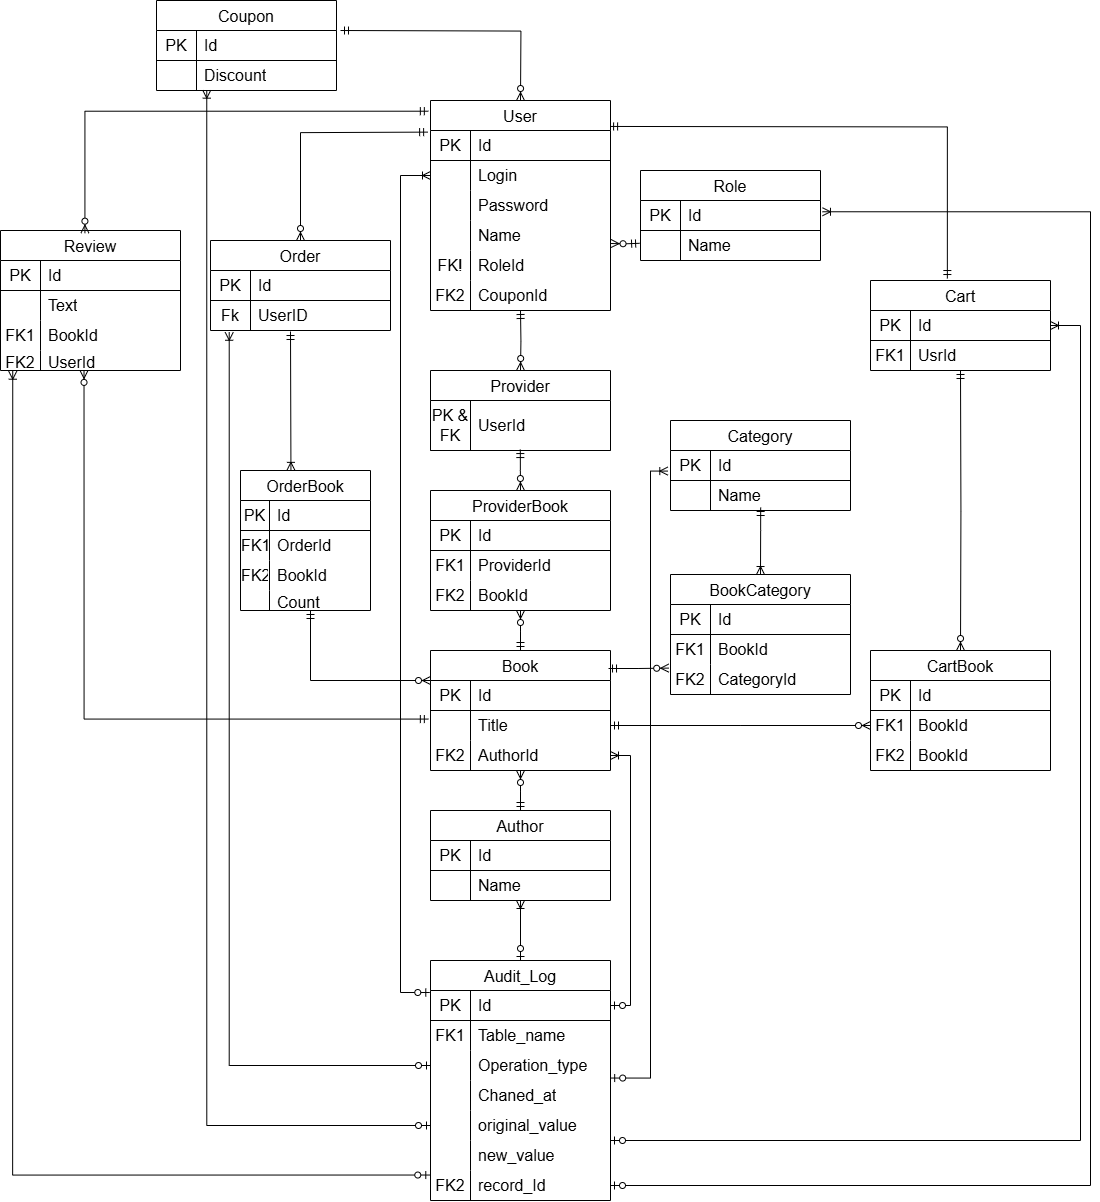 Coupon
PK Id
Discount
User
PK Id
Login
Password
Name
FK! RoleId
FK2 CouponId
Role
PK Id
Name
Review
PK Id
Text
FK1 BookId
FK2 UserId
Order
PK Id
Fk UserID
Cart
PK Id
FK1 UsrId
Provider
PK &
FK UserId
Category
PK Id
Name
OrderBook
PK Id
FK1 OrderId
FK2 BookId
Count
ProviderBook
PK Id
FK1 ProviderId
FK2 BookId
BookCategory
PK Id
FK1 BookId
FK2 CategoryId
Book
PK Id
Title
FK2 AuthorId
CartBook
PK Id
FK1 BookId
FK2 BookId
Author
PK Id
Name
Audit_Log
PK Id
FK1 Table_name
Operation_type
Chaned_at
original_value
new_value
FK2 record_Id